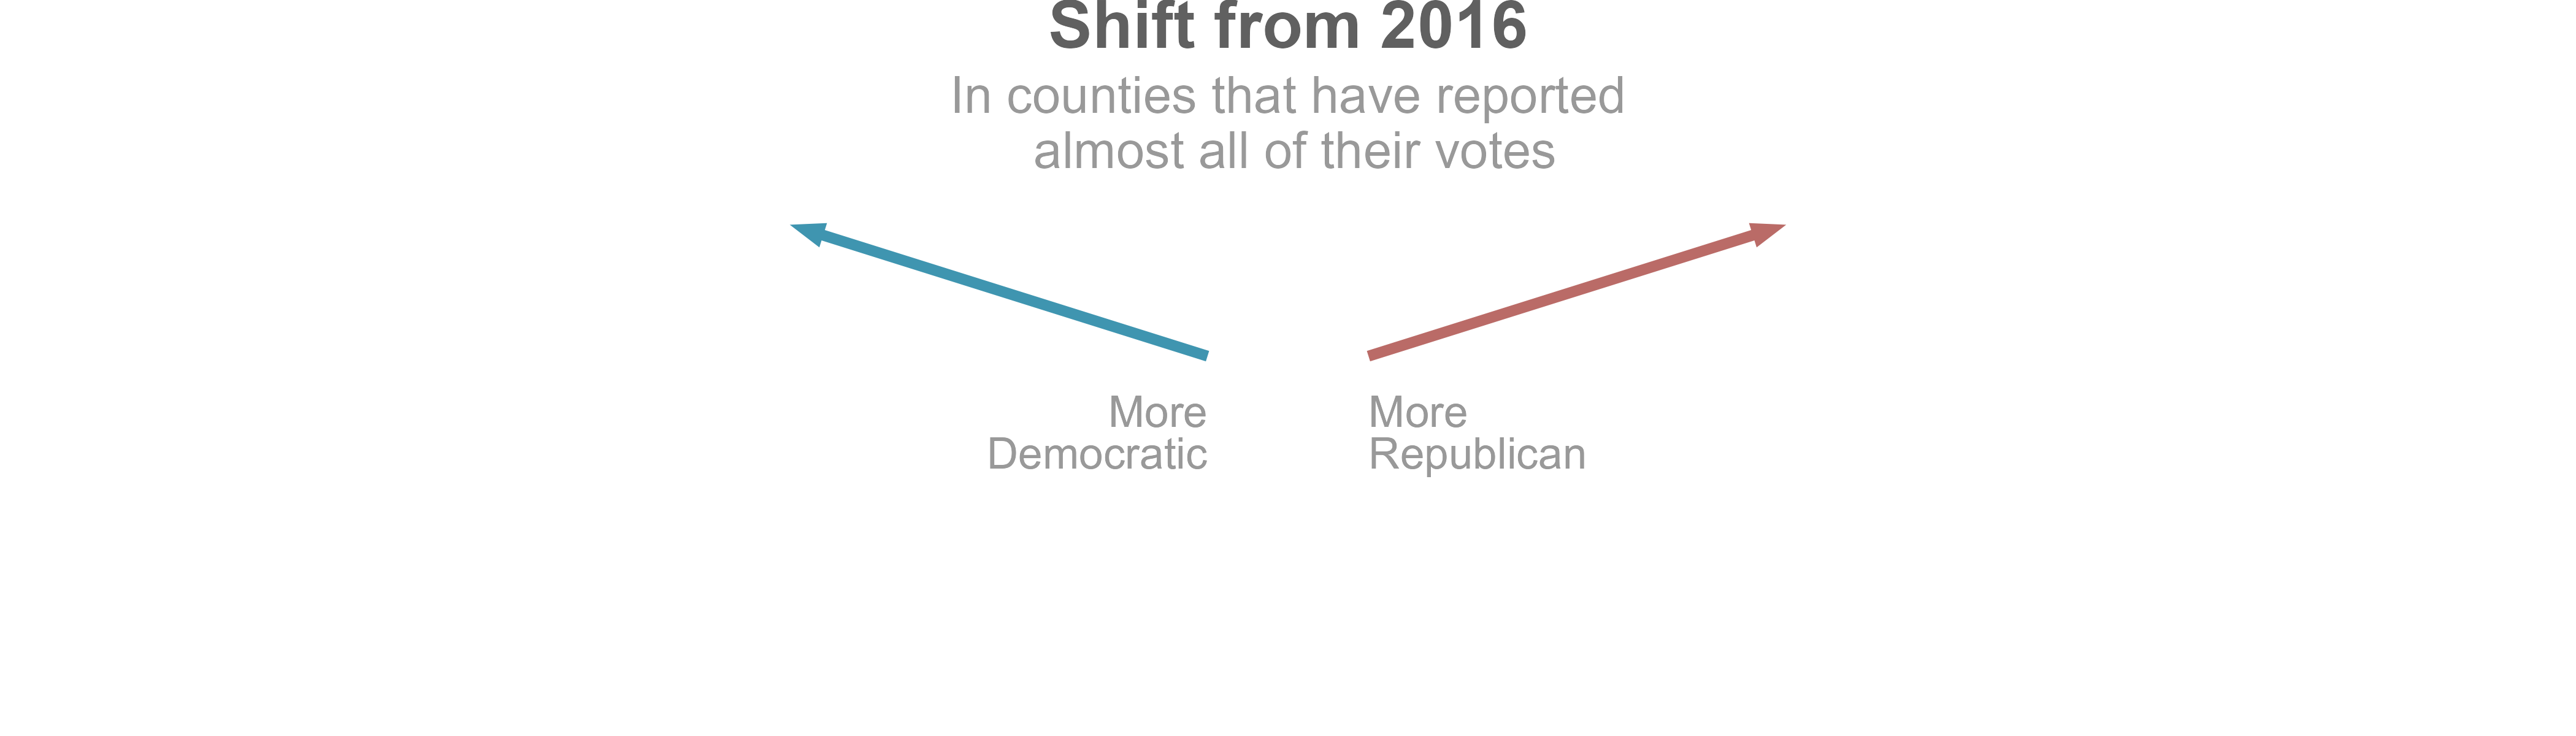 Shift from 2016
In counties that have reported
almost all of their votes
More
Democratic
More
Republican